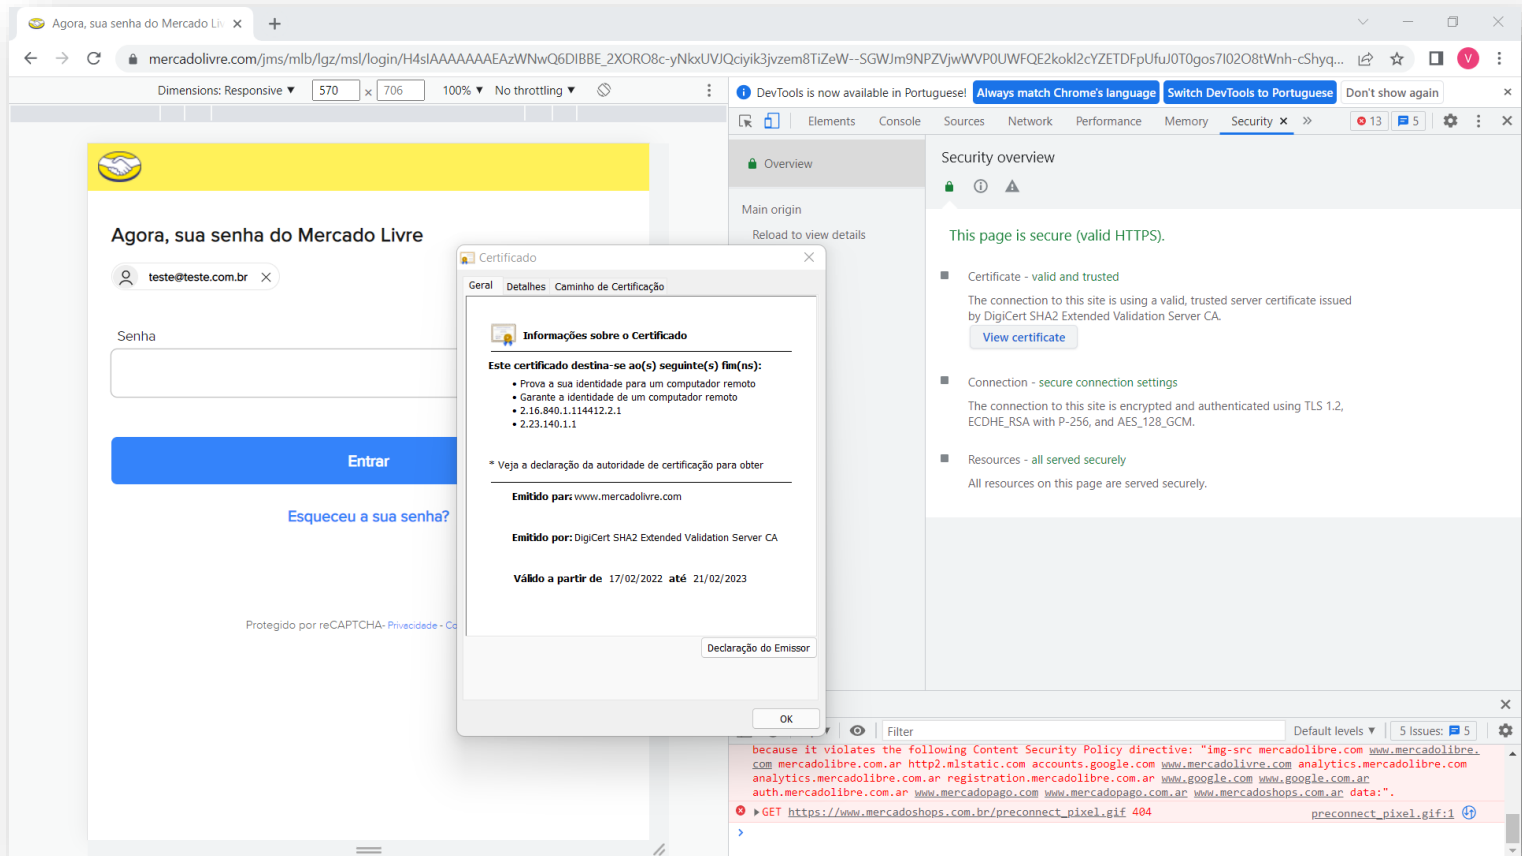 Agora, sua senha do Mercado Liv
mercadolivre.com/jms/mlb/lgz/msl/login/H4sIAAAAAAAEAzWNwQ6DIBBE_2XORO8c-yNkxUVJQciyik3jvzem8TiZeW--SGWJm9NPZVjwWVP0UWFQE2kokl2cYZETDFpUfuJ0T0gos7I02O8tWnh-cShyq...
V
Dimensions: Responsive ▼ 570 × 706 100% ▼ No throttling ▼
DevTools is now available in Portuguese! Always match Chrome's language Switch DevTools to Portuguese Don't show again
Elements Console Sources Network Performance Memory Security 13 5
Overview
Main origin
Reload to view details
Security overview
This page is secure (valid HTTPS).
Certificate - valid and trusted
The connection to this site is using a valid, trusted server certificate issued
by DigiCert SHA2 Extended Validation Server CA.
View certificate
Connection - secure connection settings
The connection to this site is encrypted and authenticated using TLS 1.2,
ECDHE_RSA with P-256, and AES_128_GCM.
Resources - all served securely
All resources on this page are served securely.
Agora, sua senha do Mercado Livre
teste@teste.com.br
Senha
Entrar
Esqueceu a sua senha?
Protegido por reCAPTCHA- Privacidade - Co
Certificado
Geral Detalhes Caminho de Certificação
Informações sobre o Certificado
Este certificado destina-se ao(s) seguinte(s) fim(ns):
• Prova a sua identidade para um computador remoto
• Garante a identidade de um computador remoto
• 2.16.840.1.114412.2.1
• 2.23.140.1.1
* Veja a declaração da autoridade de certificação para obter
Emitido para: www.mercadolivre.com
Emitido por: DigiCert SHA2 Extended Validation Server CA
Válido a partir de 17/02/2022 até 21/02/2023
Declaração do Emissor
OK
Filter Default levels ▼ 5 Issues: 5
because it violates the following Content Security Policy directive: "img-src mercadolibre.com www.mercadolibre.
com mercadolibre.com.ar http2.mlstatic.com accounts.google.com www.mercadolivre.com analytics.mercadolibre.com
analytics.mercadolibre.com.ar registration.mercadolibre.com.ar www.google.com www.google.com.ar
auth.mercadolibre.com.ar www.mercadopago.com www.mercadopago.com.ar www.mercadoshops.com.ar data:".
GET https://www.mercadoshops.com.br/preconnect_pixel.gif 404 preconnect_pixel.gif:1